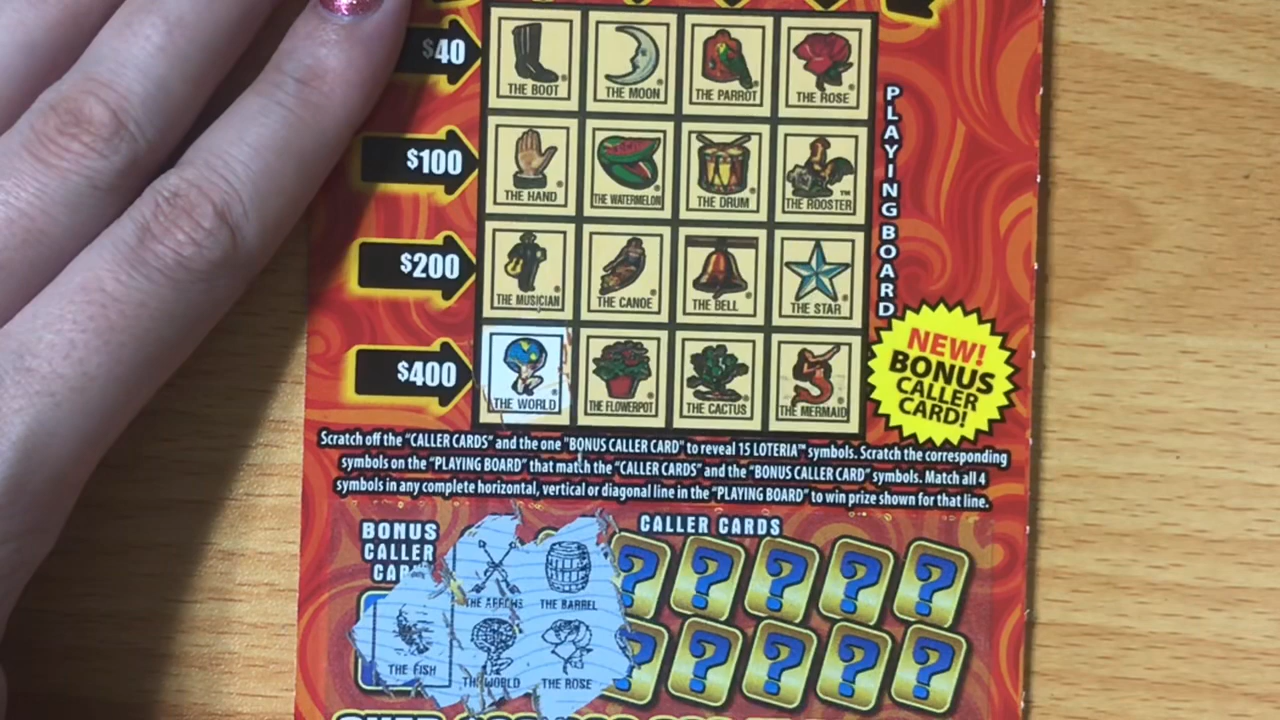 $40
THE BOOT
THE MOON
THE PARROT
THE ROSE
$100
THE HAND
THE WATERMELON
THE DRUM
THE ROOSTER
$200
THE MUSICIAN
THE CANOE
THE BELL
THE STAR
$400
THE WORLD
THE FLOWERPOT
THE CACTUS
THE MERMAID
PLAYING BOARD
NEW!
BONUS
CALLER
CARD!
Scratch off the "CALLER CARDS" and the one "BONUS CALLER CARD" to reveal 15 LOTERIA™ symbols. Scratch the corresponding
symbols on the "PLAYING BOARD" that match the "CALLER CARDS" and the "BONUS CALLER CARD" symbols. Match all 4
symbols in any complete horizontal, vertical or diagonal line in the "PLAYING BOARD" to win prize shown for that line.
BONUS
CALLER
CARD
CALLER CARDS
THE ARROWS
THE BARREL
? ? ? ? ?
THE FISH
THE WORLD
THE ROSE
? ? ? ? ?
OVER